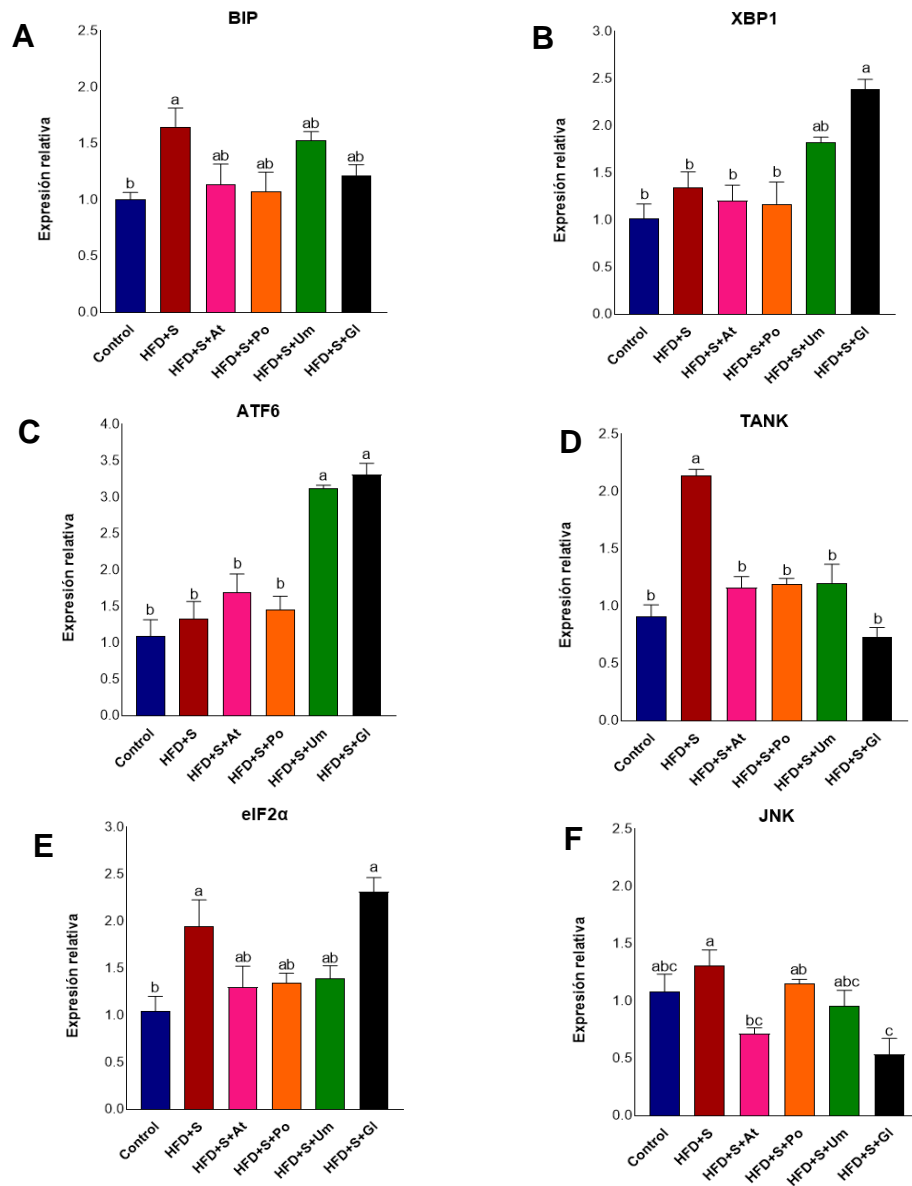 A
BIP
Expresión relativa
2.5
2.0
1.5
1.0
0.5
0.0
b
a
ab
ab
ab
ab
Control
HFD+S
HFD+S+At
HFD+S+Po
HFD+S+Um
HFD+S+Gl
B
XBP1
Expresión relativa
3.0
2.5
2.0
1.5
1.0
0.5
0.0
b
b
b
b
ab
a
Control
HFD+S
HFD+S+At
HFD+S+Po
HFD+S+Um
HFD+S+Gl
C
ATF6
Expresión relativa
4.0
3.5
3.0
2.5
2.0
1.5
1.0
0.5
0.0
b
b
b
b
a
a
Control
HFD+S
HFD+S+At
HFD+S+Po
HFD+S+Um
HFD+S+Gl
D
TANK
Expresión relativa
2.5
2.0
1.5
1.0
0.5
0.0
b
a
b
b
b
b
Control
HFD+S
HFD+S+At
HFD+S+Po
HFD+S+Um
HFD+S+Gl
E
eIF2α
Expresión relativa
3.0
2.5
2.0
1.5
1.0
0.5
0.0
b
a
ab
ab
ab
a
Control
HFD+S
HFD+S+At
HFD+S+Po
HFD+S+Um
HFD+S+Gl
F
JNK
Expresión relativa
2.5
2.0
1.5
1.0
0.5
0.0
abc
a
bc
ab
abc
c
Control
HFD+S
HFD+S+At
HFD+S+Po
HFD+S+Um
HFD+S+Gl